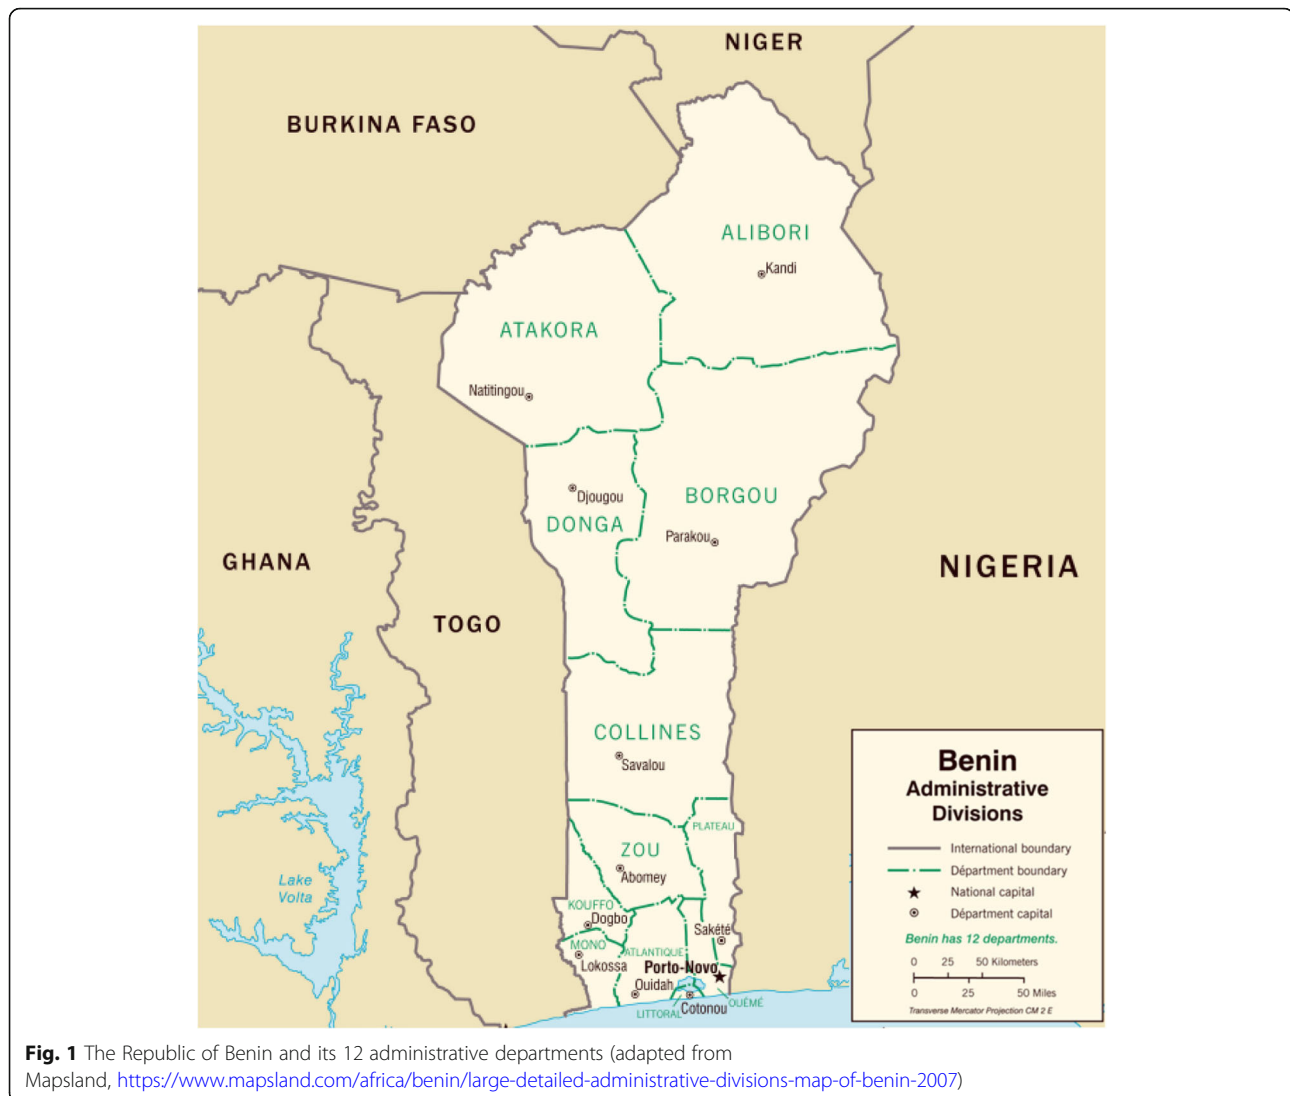 NIGER
BURKINA FASO
ALIBORI
Kandi
ATAKORA
Natitingou
BORGOU
Djougou
DONGA
Parakou
GHANA
NIGERIA
TOGO
COLLINES
Savalou
PLATEAU
ZOU
Abomey
Lake
Volta
KOUFFO
Dogbo
Sakété
MONO
ATLANTIQUE
Lokossa
Porto-Novo
Ouidah
OUÉMÉ
Cotonou
LITTORAL
Benin
Administrative
Divisions
International boundary
Départment boundary
National capital
Départment capital
Benin has 12 departments.
0 25 50 Kilometers
0 25 50 Miles
Transverse Mercator Projection CM 2 E
Fig. 1 The Republic of Benin and its 12 administrative departments (adapted from
Mapsland, https://www.mapsland.com/africa/benin/large-detailed-administrative-divisions-map-of-benin-2007)